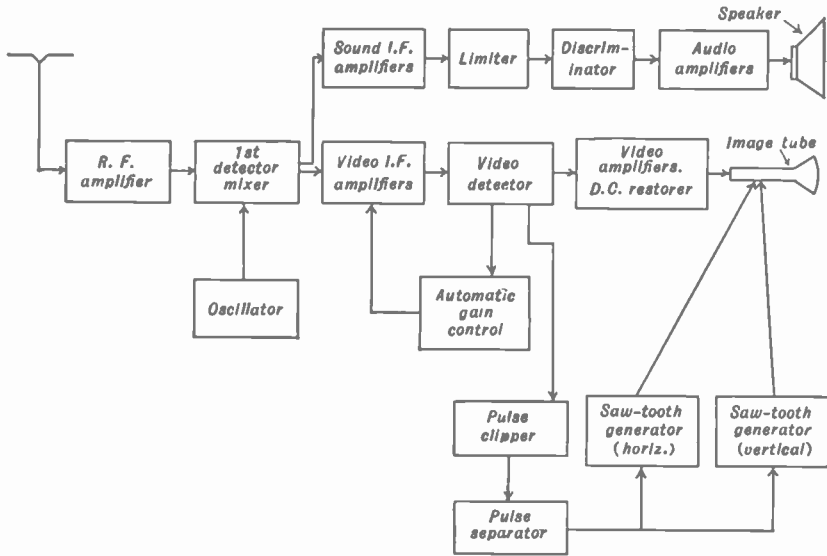 Speaker
Sound I.F.
amplifiers
Limiter
Discrim-
inator
Audio
amplifiers
R. F.
amplifier
1st
detector
mixer
Video I.F.
amplifiers
Video
detector
Video
amplifiers.
D.C. restorer
Image tube
Oscillator
Automatic
gain
control
Pulse
clipper
Saw-tooth
generator
(horiz.)
Saw-tooth
generator
(vertical)
Pulse
separator